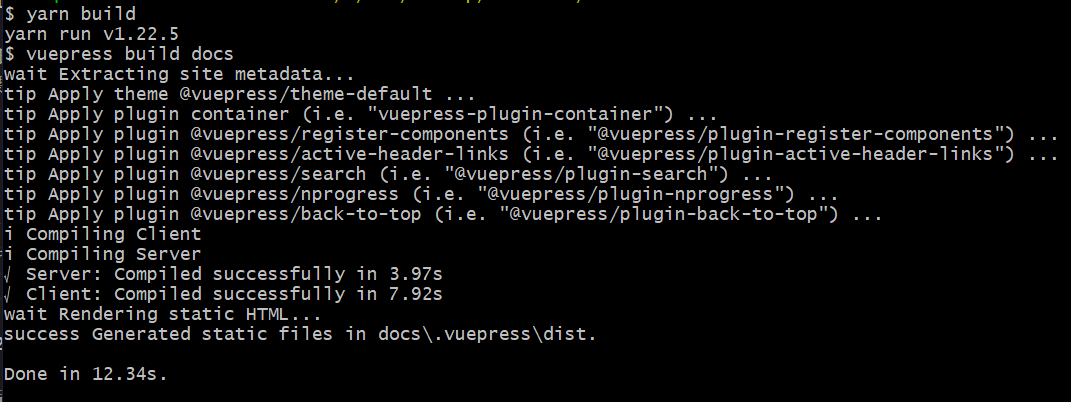 $ yarn build
yarn run v1.22.5
$ vuepress build docs
wait Extracting site metadata...
tip Apply theme @vuepress/theme-default ...
tip Apply plugin container (i.e. "vuepress-plugin-container") ...
tip Apply plugin @vuepress/register-components (i.e. "@vuepress/plugin-register-components") ...
tip Apply plugin @vuepress/active-header-links (i.e. "@vuepress/plugin-active-header-links") ...
tip Apply plugin @vuepress/search (i.e. "@vuepress/plugin-search") ...
tip Apply plugin @vuepress/nprogress (i.e. "@vuepress/plugin-nprogress") ...
tip Apply plugin @vuepress/back-to-top (i.e. "@vuepress/plugin-back-to-top") ...
i Compiling Client
i Compiling Server
√ Server: Compiled successfully in 3.97s
√ Client: Compiled successfully in 7.92s
wait Rendering static HTML...
success Generated static files in docs\.vuepress\dist.
Done in 12.34s.